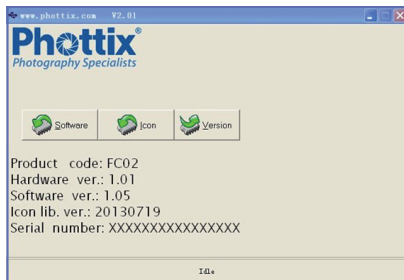 www.phottix.com V2.01
Phottix®
Photography Specialists
Software Icon Version
Product code: FC02
Hardware ver.: 1.01
Software ver.: 1.05
Icon lib. ver.: 20130719
Serial number: XXXXXXXXXXXXXXXX
Idle